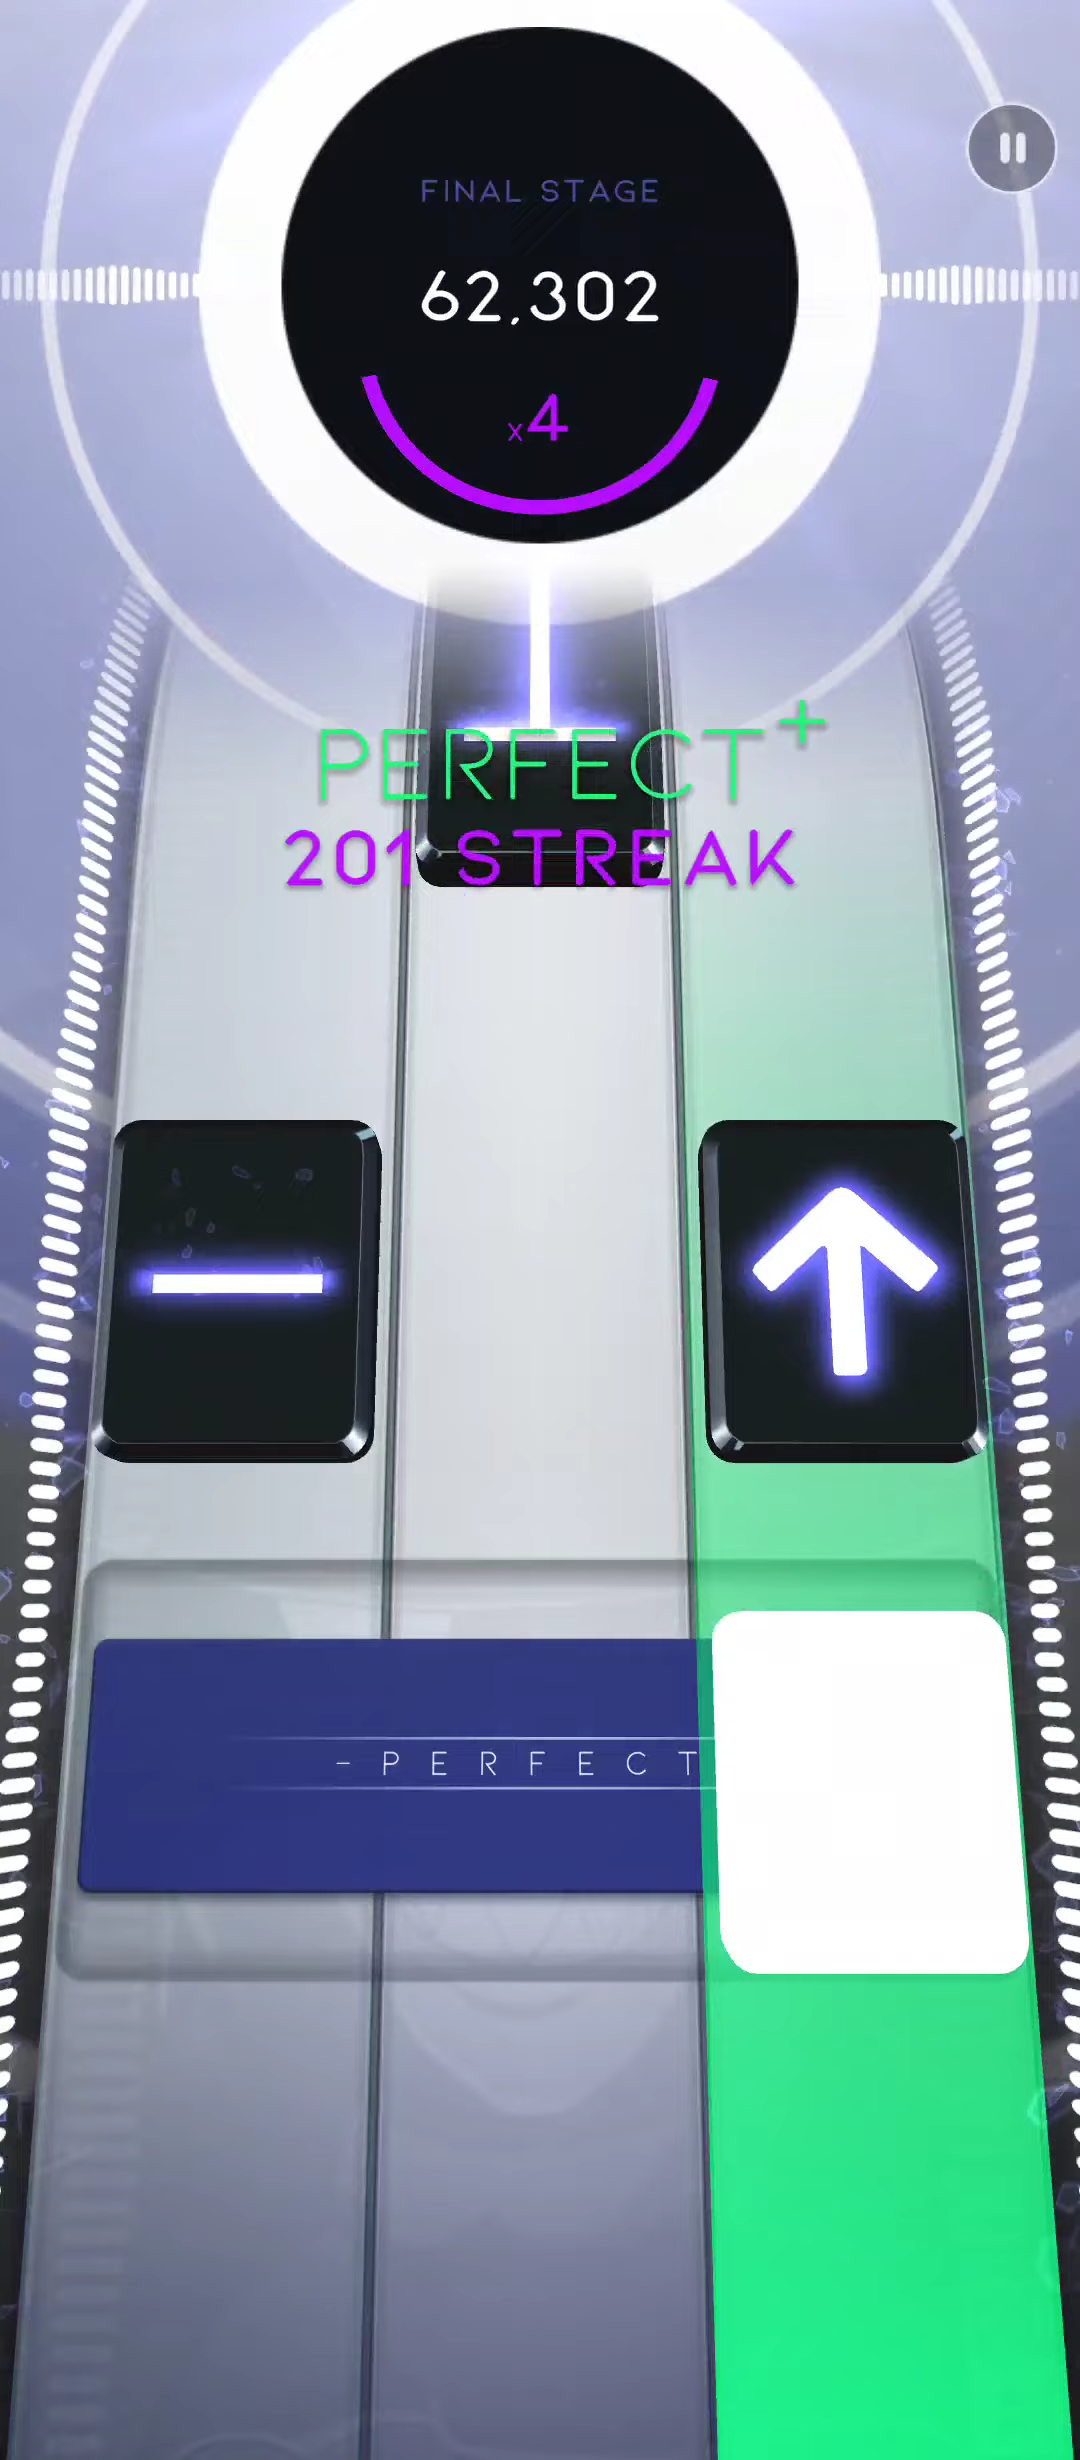 FINAL STAGE
62,302
x4
PERFECT+
201 STREAK
- PERFECT